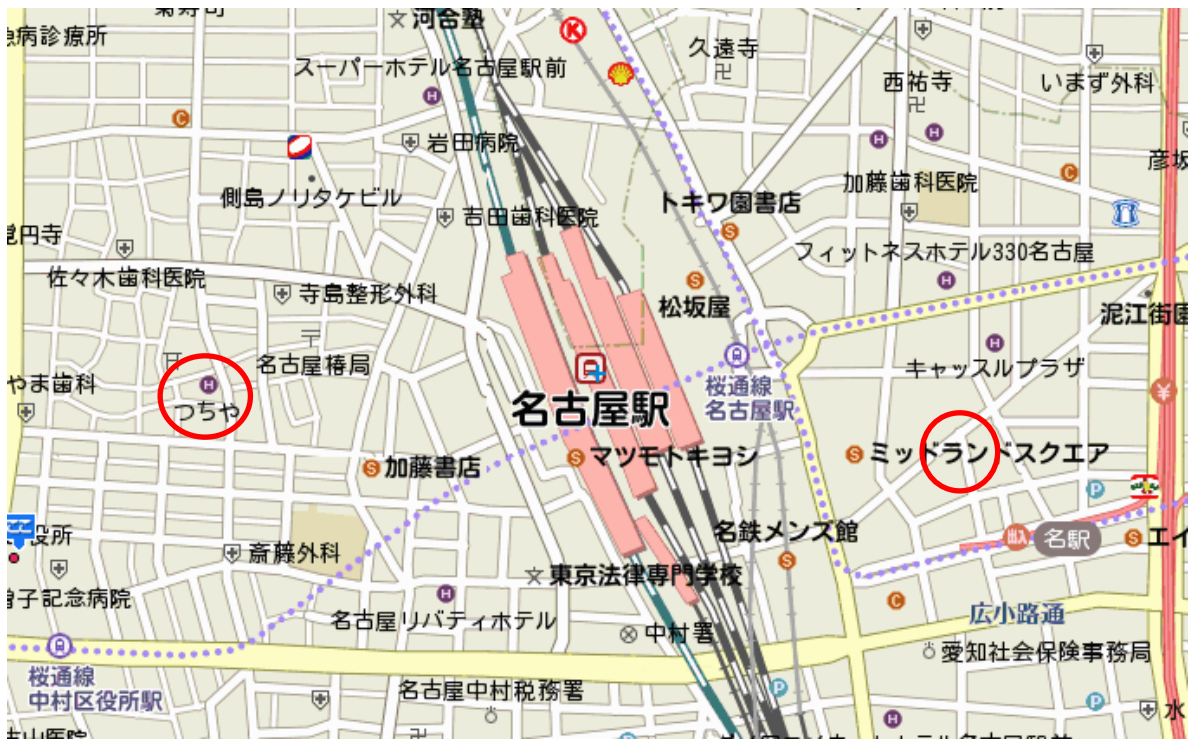 河合塾
急病診療所
久遠寺
スーパーホテル名古屋駅前
西祐寺
いまず外科
岩田病院
加藤歯科医院
側島ノリタケビル
吉田歯科医院
トキワ園書店
覚円寺
フィットネスホテル330名古屋
佐々木歯科医院
寺島整形外科
松坂屋
泥江街園
名古屋椿局
キャッスルプラザ
やま歯科
桜通線
名古屋駅
つちや
名古屋駅
ミッドランドスクエア
マツモトキヨシ
加藤書店
役所
名鉄メンズ館
出入
名駅
エイ
斎藤外科
東京法律専門学校
子記念病院
広小路通
名古屋リバティホテル
中村署
愛知社会保険事務局
桜通線
中村区役所駅
名古屋中村税務署
水